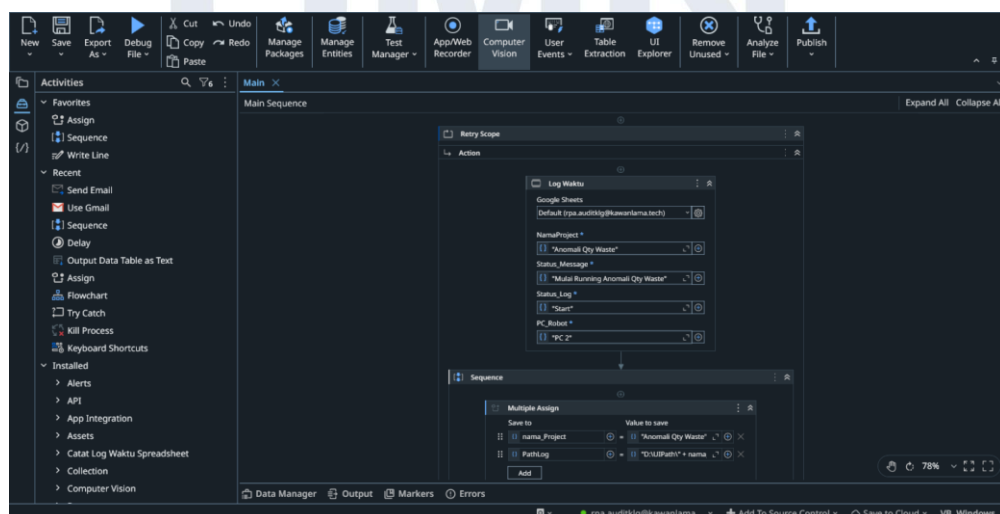 New Save Export As Debug File Cut Copy Paste Undo Redo Manage Packages Manage Entities Test Manager App/Web Recorder Computer Vision User Events Table Extraction UI Explorer Remove Unused Analyze File Publish
Activities 6 Main
Favorites
Main Sequence Expand All Collapse Al
Assign
Sequence
Write Line
Recent
Send Email
Use Gmail
Sequence
Delay
Output Data Table as Text
Assign
Flowchart
Try Catch
Kill Process
Keyboard Shortcuts
Installed
Alerts
API
App Integration
Assets
Catat Log Waktu Spreadsheet
Collection
Computer Vision
Retry Scope
Action
Log Waktu
Google Sheets
Default (rpa.auditklg@kawanlama.tech)
NamaProject *
"Anomali Qty Waste"
Status_Message *
"Mulai Running Anomali Qty Waste"
Status_Log *
"Start"
PC_Robot *
"PC 2"
Sequence
Multiple Assign
Save to Value to save
nama_Project = "Anomali Qty Waste"
PathLog = "D:\UIPath\" + nama
Add
78%
Data Manager Output Markers Errors
rpa.auditklg@kawanlama Add To Source Control Save to Cloud VB Windows